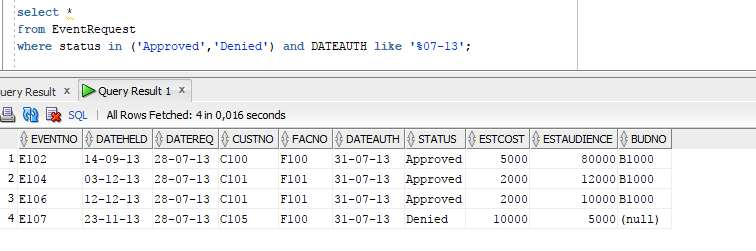 select *
from EventRequest
where status in ('Approved','Denied') and DATEAUTH like '%07-13';
uery Result x Query Result 1 x
SQL | All Rows Fetched: 4 in 0,016 seconds
EVENTNO DATEHELD DATEREQ CUSTNO FACNO DATEAUTH STATUS ESTCOST ESTAUDIENCE BUDNO
1 E102 14-09-13 28-07-13 C100 F100 31-07-13 Approved 5000 80000 B1000
2 E104 03-12-13 28-07-13 C101 F101 31-07-13 Approved 2000 12000 B1000
3 E106 12-12-13 28-07-13 C101 F101 31-07-13 Approved 2000 10000 B1000
4 E107 23-11-13 28-07-13 C105 F100 31-07-13 Denied 10000 5000 (null)